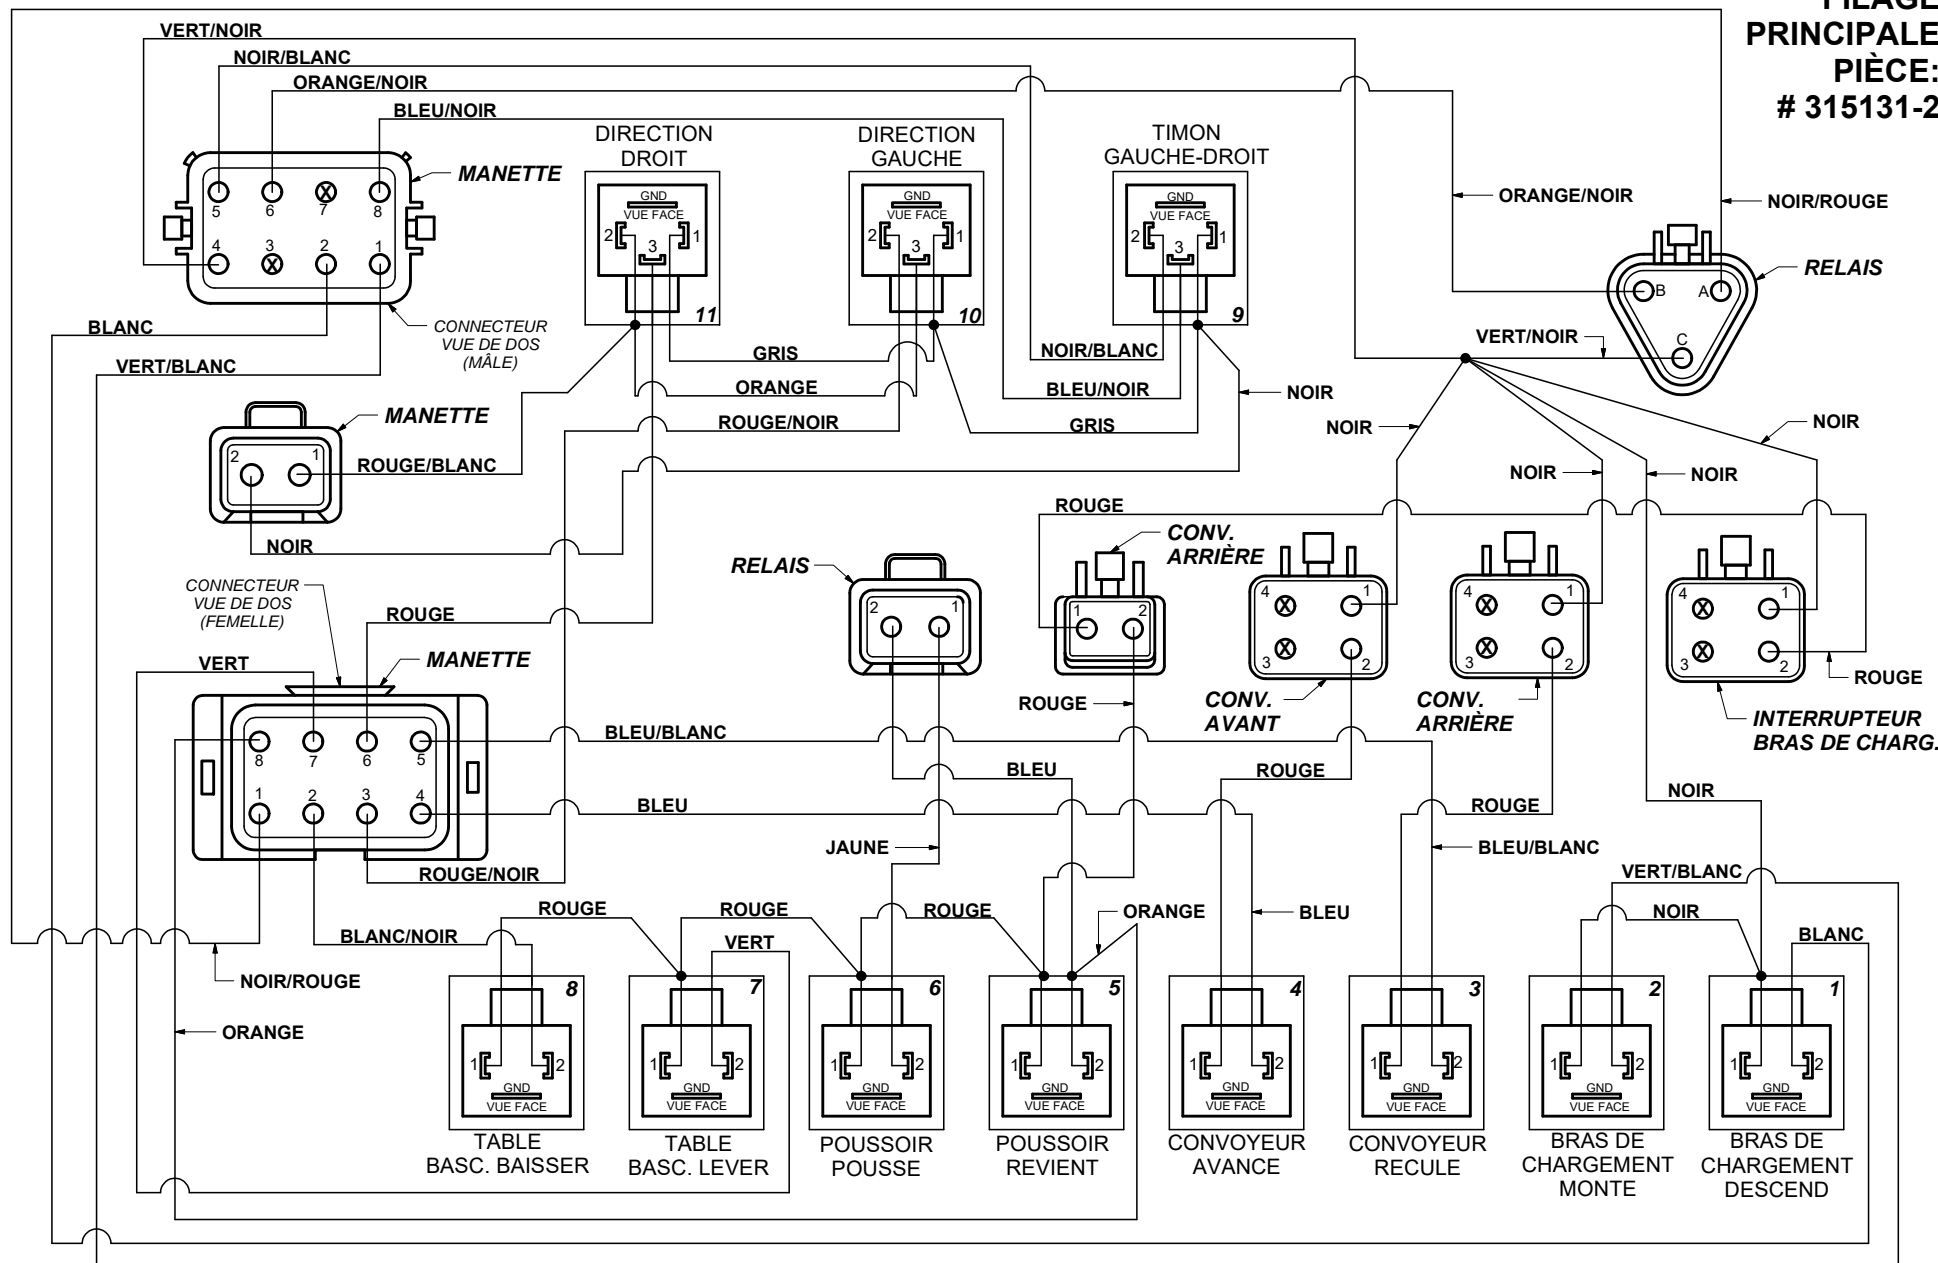 FILAGE
PRINCIPALE
PIÈCE:
# 315131-2
VERT/NOIR
NOIR/BLANC
ORANGE/NOIR
BLEU/NOIR
DIRECTION
DROIT
DIRECTION
GAUCHE
TIMON
GAUCHE-DROIT
MANETTE
5
6
7
8
4
3
2
1
GND
VUE FACE
2
1
3
11
GND
VUE FACE
2
1
3
10
GND
VUE FACE
2
1
3
9
ORANGE/NOIR
NOIR/ROUGE
RELAIS
B
A
C
VERT/NOIR
BLANC
CONNECTEUR
VUE DE DOS
(MÂLE)
VERT/BLANC
GRIS
NOIR/BLANC
ORANGE
BLEU/NOIR
NOIR
MANETTE
2
1
ROUGE/NOIR
GRIS
NOIR
NOIR
ROUGE/BLANC
NOIR
NOIR
ROUGE
NOIR
CONV.
ARRIÈRE
RELAIS
CONNECTEUR
VUE DE DOS
(FEMELLE)
ROUGE
2
1
1
2
4
1
3
2
4
1
3
2
4
1
3
2
VERT
MANETTE
ROUGE
ROUGE
CONV.
AVANT
CONV.
ARRIÈRE
INTERRUPTEUR
BRAS DE CHARG.
8
7
6
5
1
2
3
4
BLEU/BLANC
BLEU
ROUGE
BLEU
ROUGE
NOIR
JAUNE
BLEU/BLANC
ROUGE/NOIR
VERT/BLANC
ROUGE
ROUGE
ROUGE
ORANGE
BLEU
NOIR
BLANC/NOIR
VERT
BLANC
NOIR/ROUGE
ORANGE
8
1
2
GND
VUE FACE
TABLE
BASC. BAISSER
7
1
2
GND
VUE FACE
TABLE
BASC. LEVER
6
1
2
GND
VUE FACE
POUSSOIR
POUSSE
5
1
2
GND
VUE FACE
POUSSOIR
REVIENT
4
1
2
GND
VUE FACE
CONVOYEUR
AVANCE
3
1
2
GND
VUE FACE
CONVOYEUR
RECULE
2
1
2
GND
VUE FACE
BRAS DE
CHARGEMENT
MONTE
1
1
2
GND
VUE FACE
BRAS DE
CHARGEMENT
DESCEND